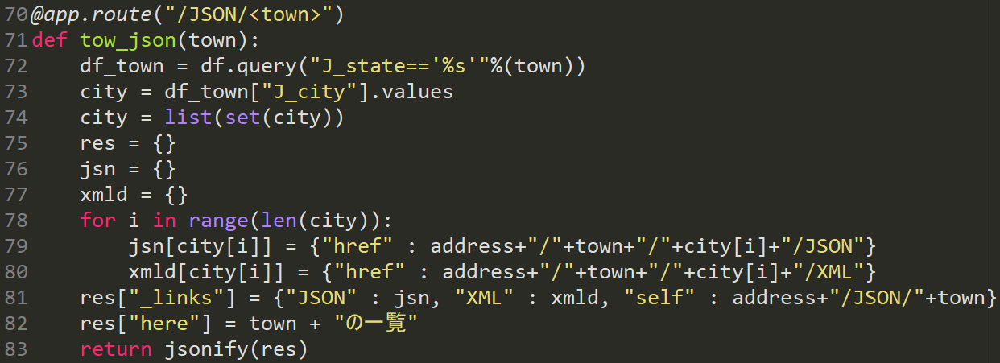 70 @app.route("/JSON/<town>")
71 def tow_json(town):
72     df_town = df.query("J_state=='%s'"%(town))
73     city = df_town["J_city"].values
74     city = list(set(city))
75     res = {}
76     jsn = {}
77     xmld = {}
78     for i in range(len(city)):
79         jsn[city[i]] = {"href" : address+"/"+town+"/"+city[i]+"/JSON"}
80         xmld[city[i]] = {"href" : address+"/"+town+"/"+city[i]+"/XML"}
81     res["_links"] = {"JSON" : jsn, "XML" : xmld, "self" : address+"/JSON/"+town}
82     res["here"] = town + "の一覧"
83     return jsonify(res)